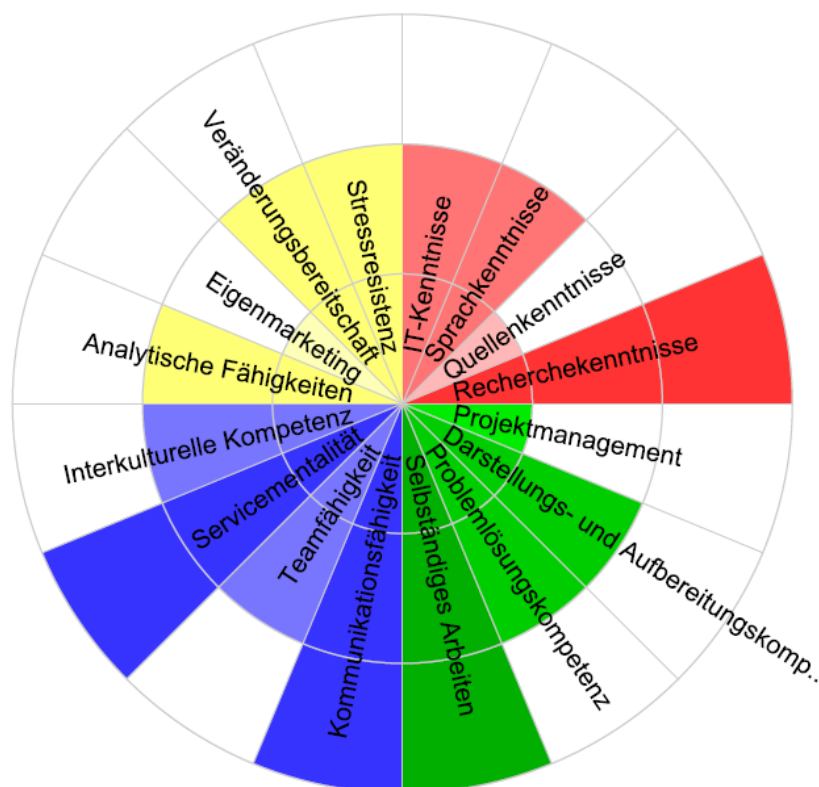 IT-Kenntnisse
Sprachkenntnisse
Quellenkenntnisse
Recherchekenntnisse
Projektmanagement
Darstellungs- und Aufbereitungskomp..
Problemlösungskompetenz
Selbständiges Arbeiten
Kommunikationsfähigkeit
Teamfähigkeit
Servicementalität
Interkulturelle Kompetenz
Analytische Fähigkeiten
Eigenmarketing
Veränderungsbereitschaft
Stressresistenz